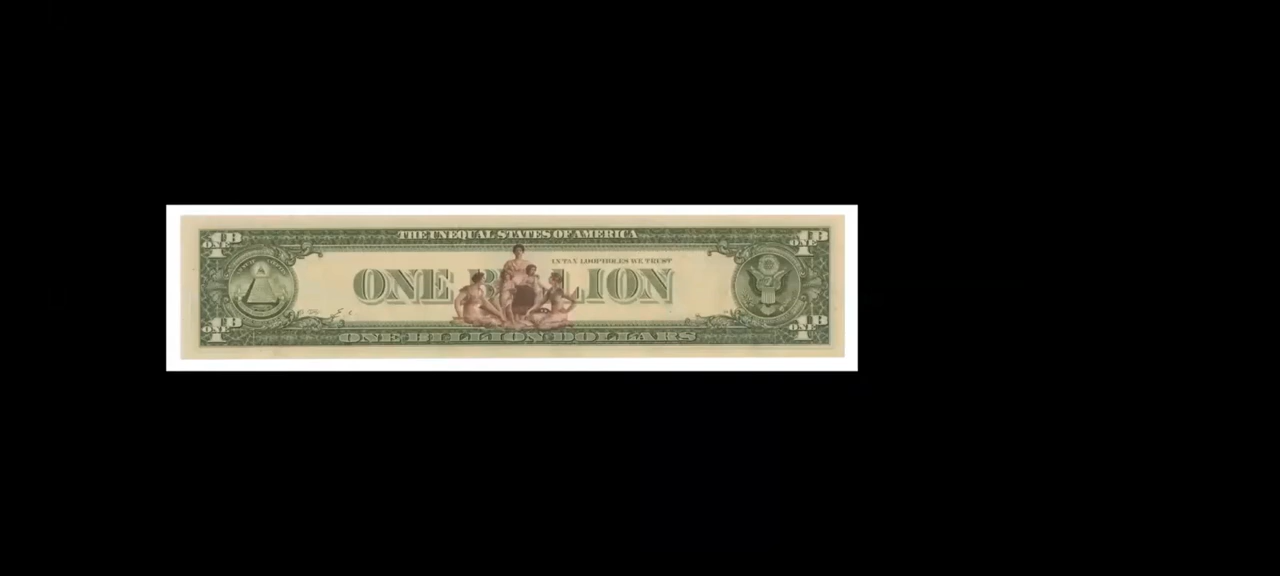 THE UNEQUAL STATES OF AMERICA
IN TAX LOOPHOLES WE TRUST
ONE BILLION
ONE BILLION DOLLARS